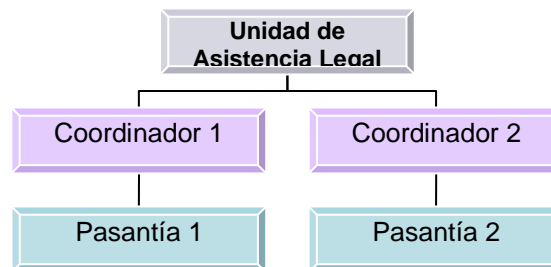 Unidad de
Asistencia Legal
Coordinador 1
Coordinador 2
Pasantía 1
Pasantía 2